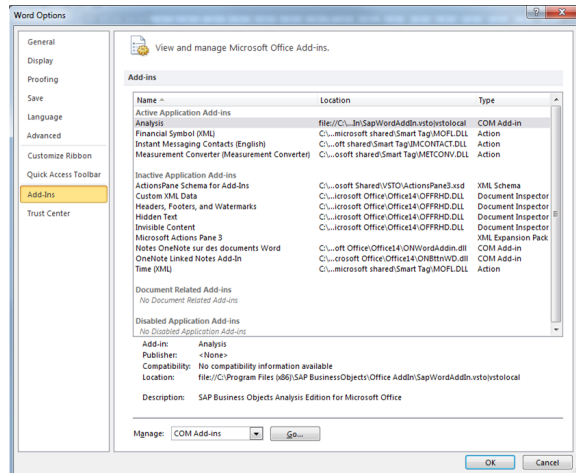 Word Options
General
Display
Proofing
Save
Language
Advanced
Customize Ribbon
Quick Access Toolbar
Add-Ins
Trust Center
View and manage Microsoft Office Add-ins.
Add-ins
Name Location Type
Active Application Add-ins
Analysis file://C:\...In\SapWordAddIn.vsto|vstolocal COM Add-in
Financial Symbol (XML) C:\...microsoft shared\Smart Tag\MOFL.DLL Action
Instant Messaging Contacts (English) C:\...oft shared\Smart Tag\IMCONTACT.DLL Action
Measurement Converter (Measurement Converter) C:\...osoft shared\Smart Tag\METCONV.DLL Action
Inactive Application Add-ins
ActionsPane Schema for Add-Ins C:\...osoft Shared\VSTO\ActionsPane3.xsd XML Schema
Custom XML Data C:\...icrosoft Office\Office14\OFFRHD.DLL Document Inspector
Headers, Footers, and Watermarks C:\...icrosoft Office\Office14\OFFRHD.DLL Document Inspector
Hidden Text C:\...icrosoft Office\Office14\OFFRHD.DLL Document Inspector
Invisible Content C:\...icrosoft Office\Office14\OFFRHD.DLL Document Inspector
Microsoft Actions Pane 3 XML Expansion Pack
Notes OneNote sur des documents Word C:\...oft Office\Office14\ONWordAddin.dll COM Add-in
OneNote Linked Notes Add-In C:\...crosoft Office\Office14\ONBttnWD.dll COM Add-in
Time (XML) C:\...microsoft shared\Smart Tag\MOFL.DLL Action
Document Related Add-ins
No Document Related Add-ins
Disabled Application Add-ins
No Disabled Application Add-ins
Add-in: Analysis
Publisher: <None>
Compatibility: No compatibility information available
Location: file://C:\Program Files (x86)\SAP BusinessObjects\Office AddIn\SapWordAddIn.vsto|vstolocal
Description: SAP Business Objects Analysis Edition for Microsoft Office
Manage: COM Add-ins Go...
OK Cancel